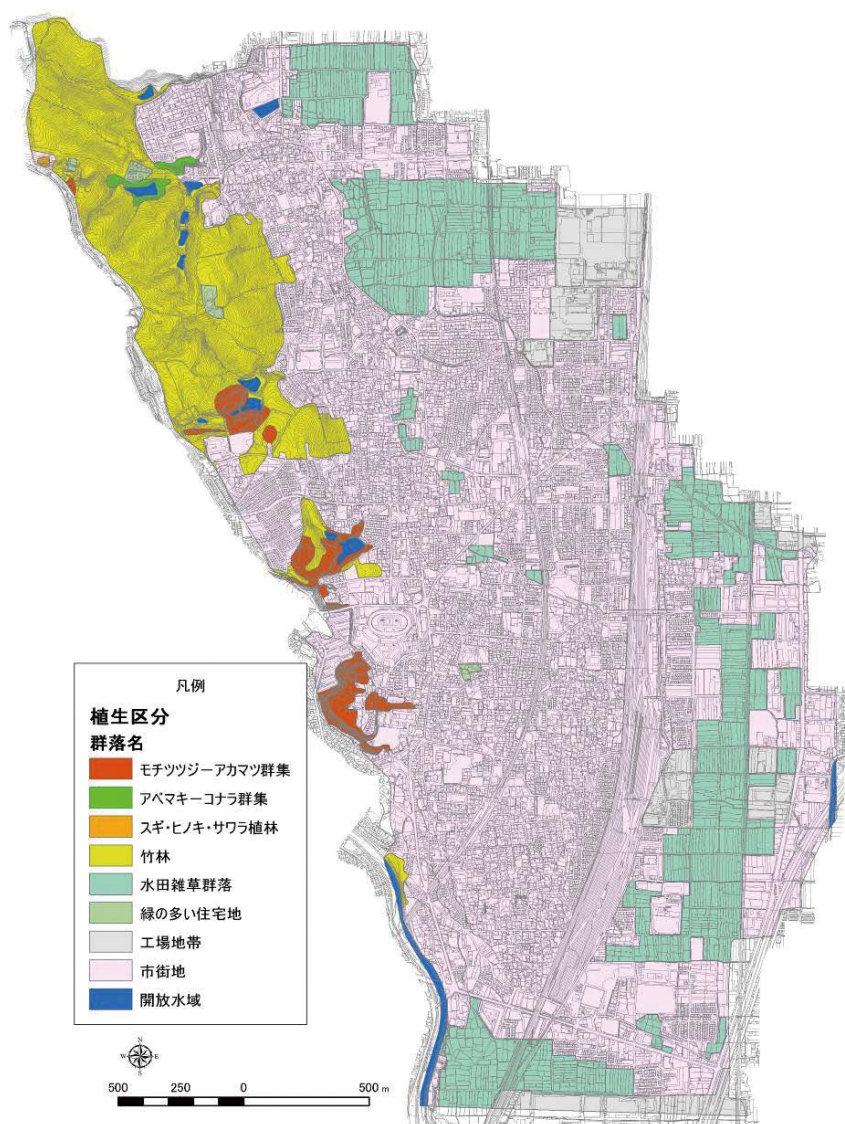 凡例
植生区分
群落名
モチツツジーアカマツ群集
アベマキーコナラ群集
スギ・ヒノキ・サワラ植林
竹林
水田雑草群落
緑の多い住宅地
工場地帯
市街地
開放水域
N
W E
S
500 250 0 500 m